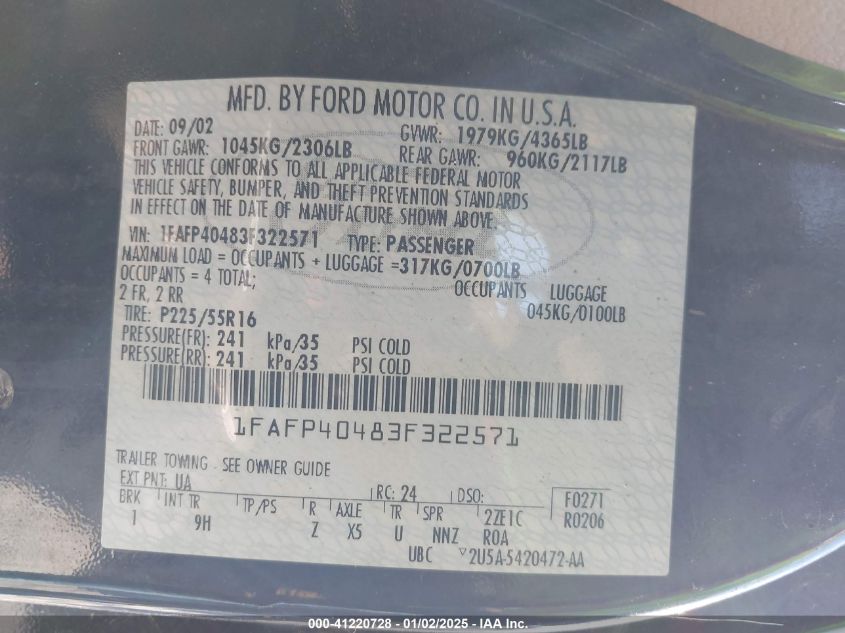 MFD. BY FORD MOTOR CO. IN U.S.A.
DATE: 09/02 GVWR: 1979KG/4365LB
FRONT GAWR: 1045KG/2306LB REAR GAWR: 960KG/2117LB
THIS VEHICLE CONFORMS TO ALL APPLICABLE FEDERAL MOTOR
VEHICLE SAFETY, BUMPER, AND THEFT PREVENTION STANDARDS
IN EFFECT ON THE DATE OF MANUFACTURE SHOWN ABOVE.
VIN: 1FAFP40483F322571 TYPE: PASSENGER
MAXIMUM LOAD = OCCUPANTS + LUGGAGE =317KG/0700LB
OCCUPANTS = 4 TOTAL; OCCUPANTS LUGGAGE
2 FR, 2 RR 045KG/0100LB
TIRE: P225/55R16
PRESSURE(FR): 241 kPa/35 PSI COLD
PRESSURE(RR): 241 kPa/35 PSI COLD
1FAFP40483F322571
TRAILER TOWING - SEE OWNER GUIDE
EXT PNT: UA RC: 24 DSO: F0271
BRK INT TR TP/PS R AXLE TR SPR 2ZE1C R0206
1 9H Z X5 U NNZ ROA
UBC 2U5A-5420472-AA
000-41220728 - 01/02/2025 - IAA Inc.